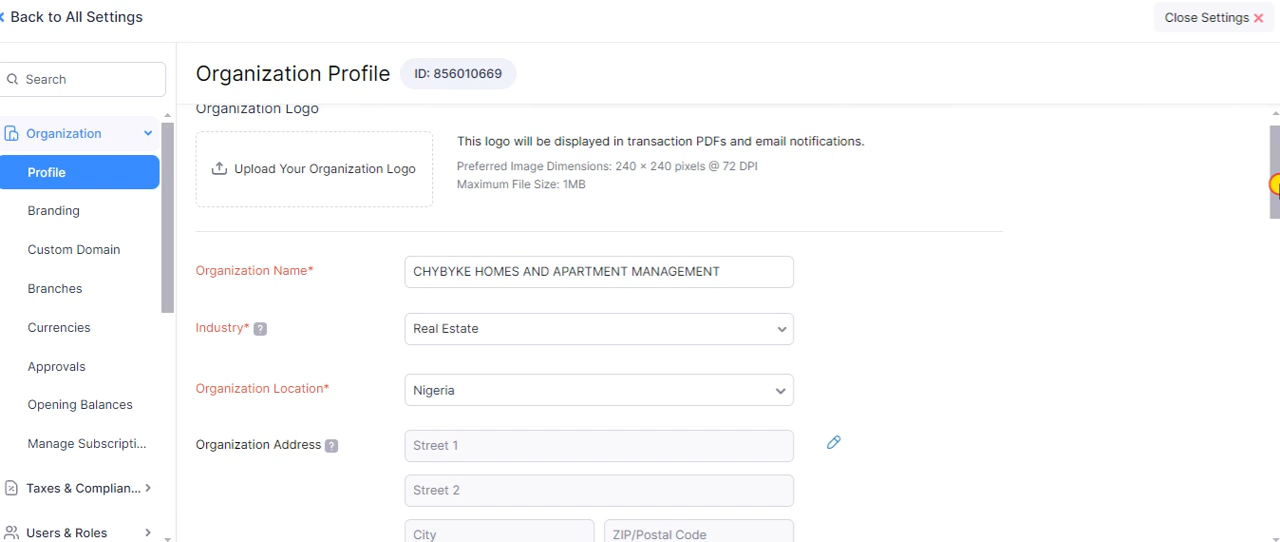 Back to All Settings
Close Settings ×
Search
Organization Profile
ID: 856010669
Organization
Profile
Branding
Custom Domain
Branches
Currencies
Approvals
Opening Balances
Manage Subscripti...
Taxes & Complian...
Users & Roles
Organization Logo
Upload Your Organization Logo
This logo will be displayed in transaction PDFs and email notifications.
Preferred Image Dimensions: 240 × 240 pixels @ 72 DPI
Maximum File Size: 1MB
Organization Name*
CHYBYKE HOMES AND APARTMENT MANAGEMENT
Industry* ?
Real Estate
Organization Location*
Nigeria
Organization Address ?
Street 1
Street 2
City
ZIP/Postal Code